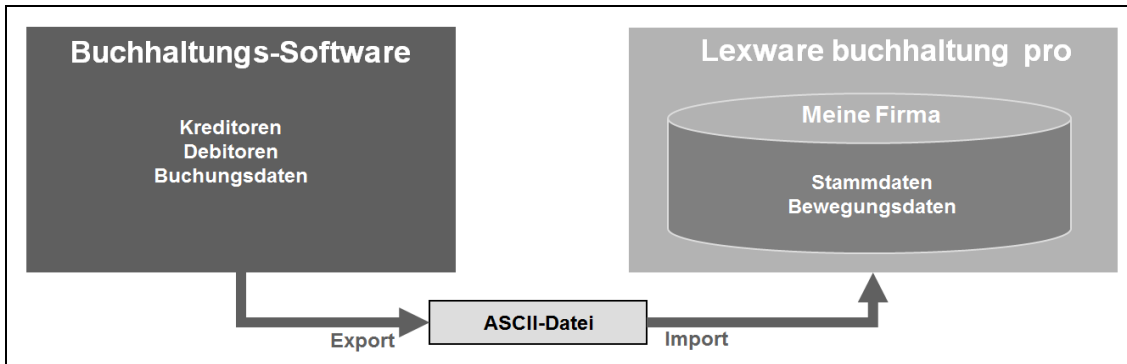 Buchhaltungs-Software
Kreditoren
Debitoren
Buchungsdaten
Lexware buchhaltung pro
Meine Firma
Stammdaten
Bewegungsdaten
Export
ASCII-Datei
Import